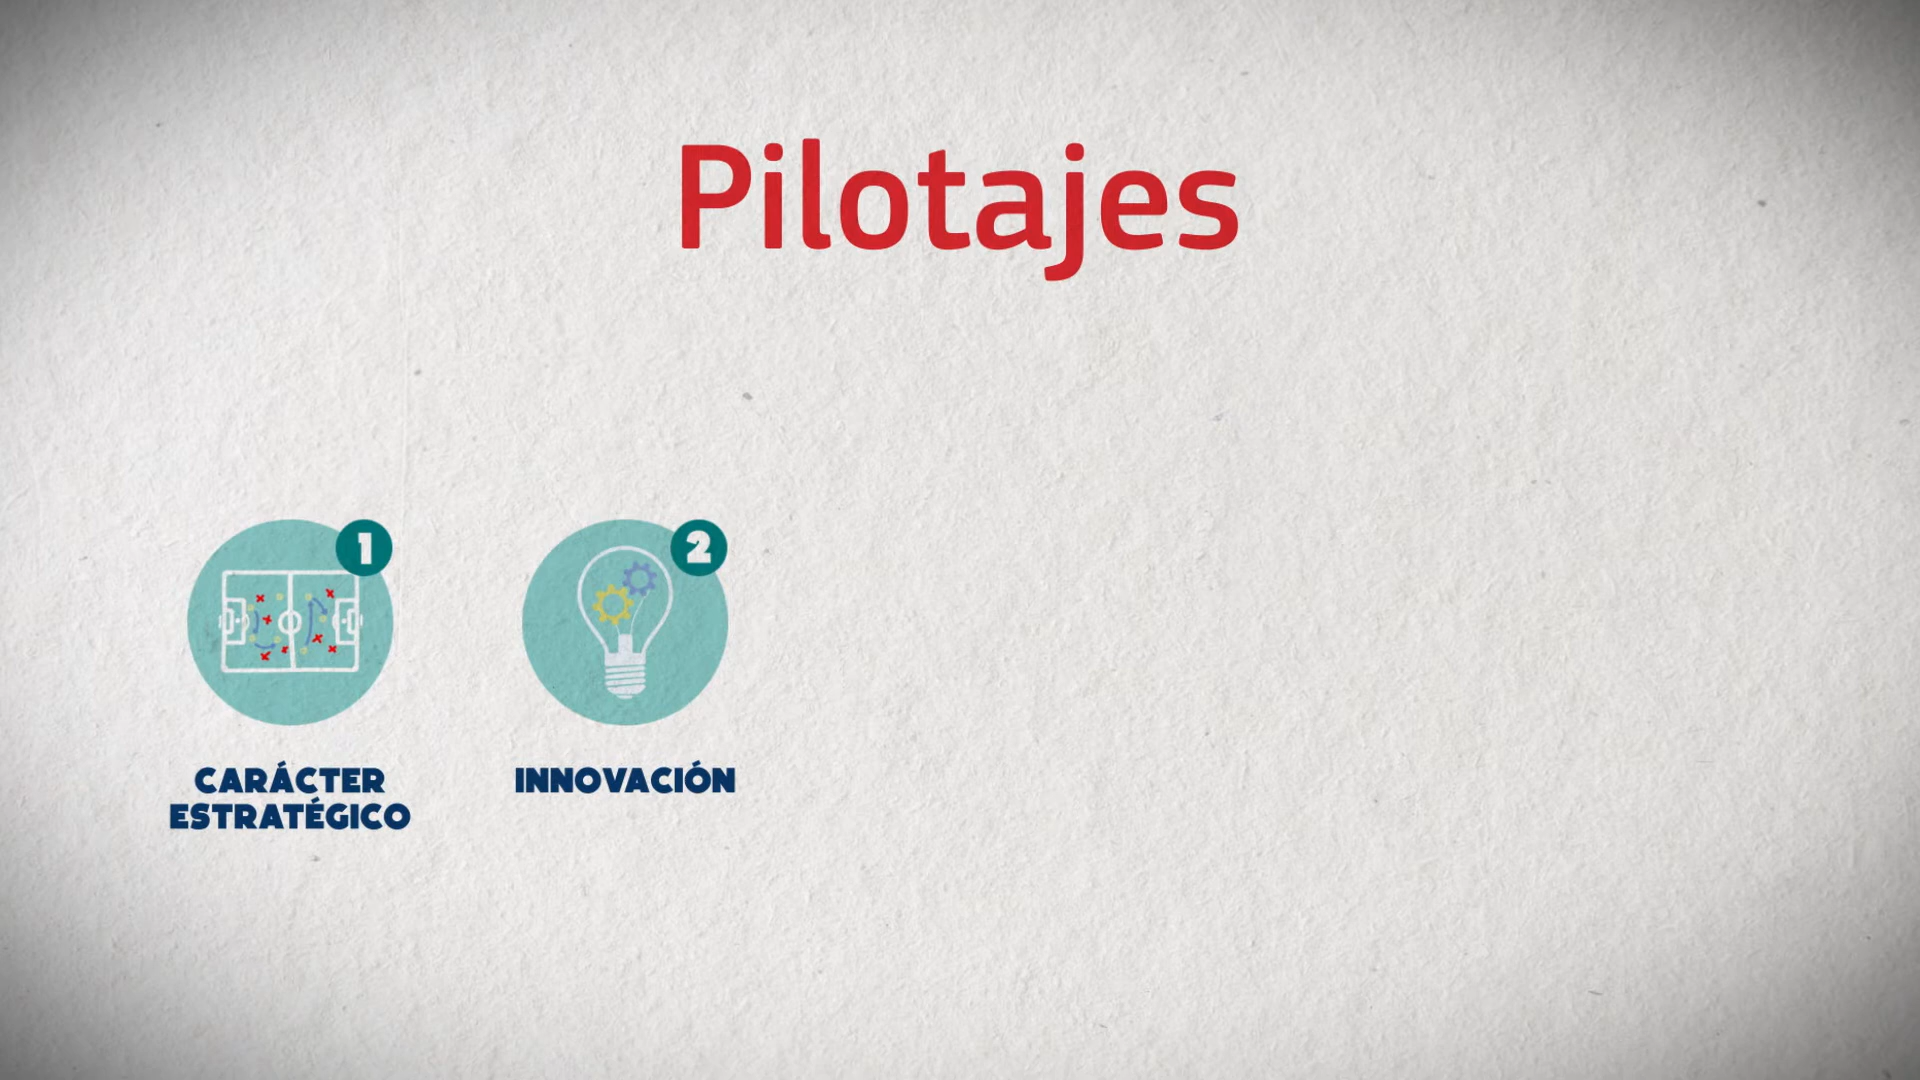 Pilotajes
1
2
CARÁCTER
ESTRATÉGICO
INNOVACIÓN